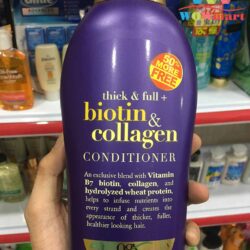 50%
MORE
FREE
thick & full +
biotin &
collagen
CONDITIONER
An exclusive blend with Vitamin
B7 biotin, collagen, and
hydrolyzed wheat protein,
helps to infuse nutrients into
every strand and creates the
appearance of thicker, fuller,
healthier looking hair.